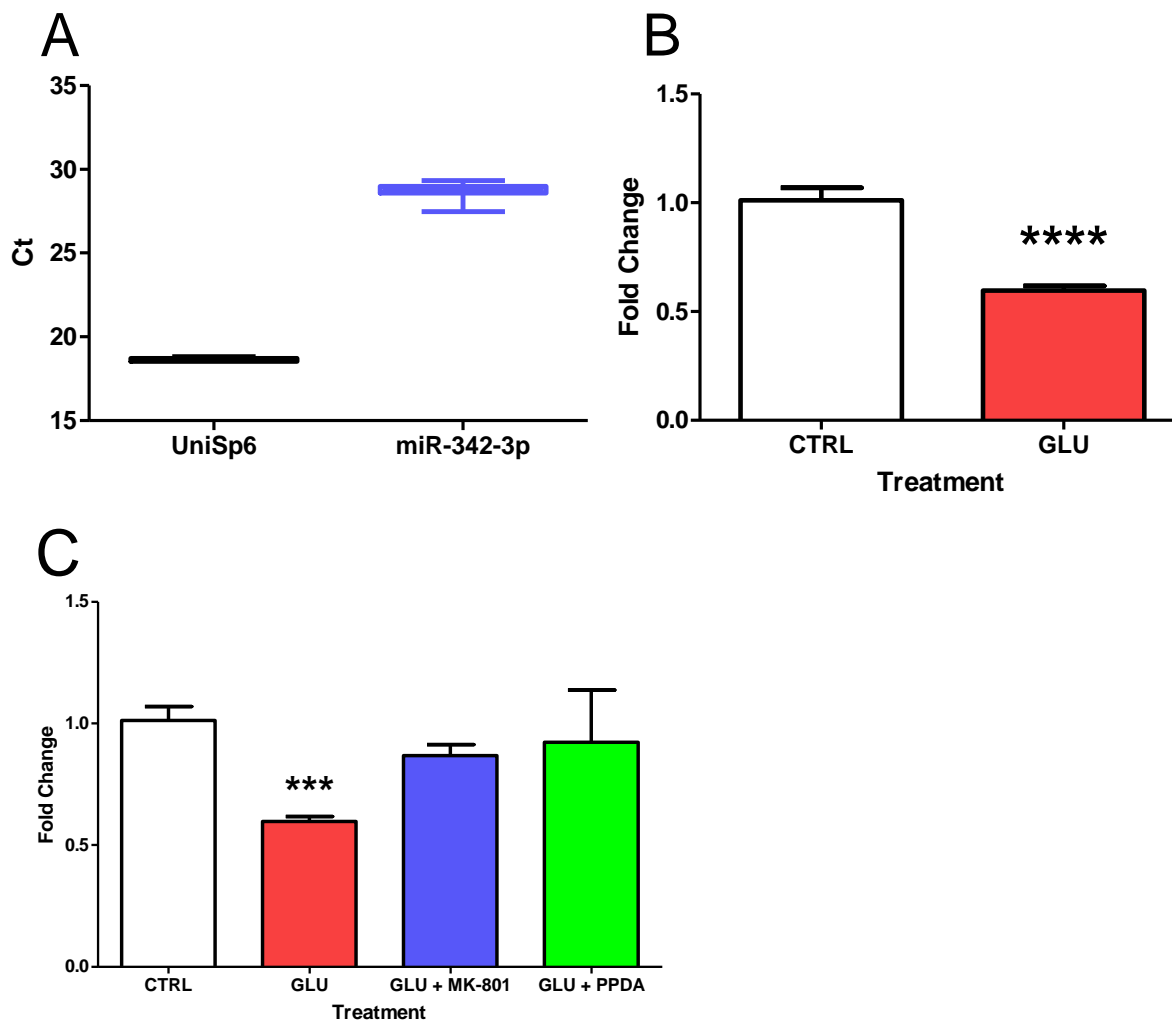 A
35
30
25
20
15
Ct
UniSp6 miR-342-3p
B
1.5
1.0
0.5
0.0
Fold Change
****
CTRL GLU
Treatment
C
1.5
1.0
0.5
0.0
Fold Change
***
CTRL GLU GLU + MK-801 GLU + PPDA
Treatment